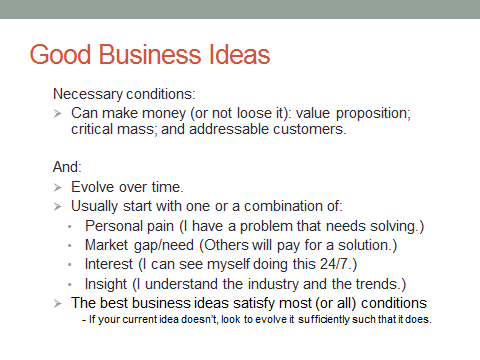 Good Business Ideas
Necessary conditions:
➢ Can make money (or not loose it): value proposition;
critical mass; and addressable customers.
And:
➢ Evolve over time.
➢ Usually start with one or a combination of:
• Personal pain (I have a problem that needs solving.)
• Market gap/need (Others will pay for a solution.)
• Interest (I can see myself doing this 24/7.)
• Insight (I understand the industry and the trends.)
➢ The best business ideas satisfy most (or all) conditions
- If your current idea doesn't, look to evolve it sufficiently such that it does.